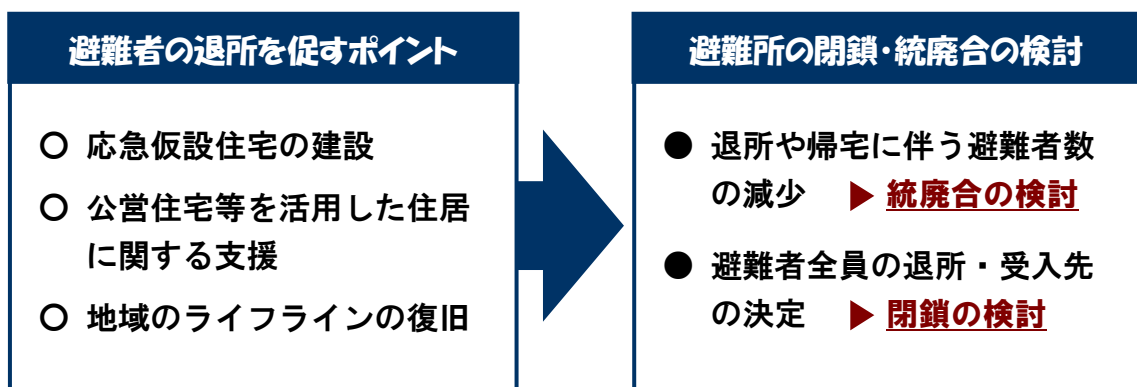 避難者の退所を促すポイント
○ 応急仮設住宅の建設
○ 公営住宅等を活用した住居
に関する支援
○ 地域のライフラインの復旧
避難所の閉鎖・統廃合の検討
● 退所や帰宅に伴う避難者数
の減少 ▶ 統廃合の検討
● 避難者全員の退所・受入先
の決定 ▶ 閉鎖の検討